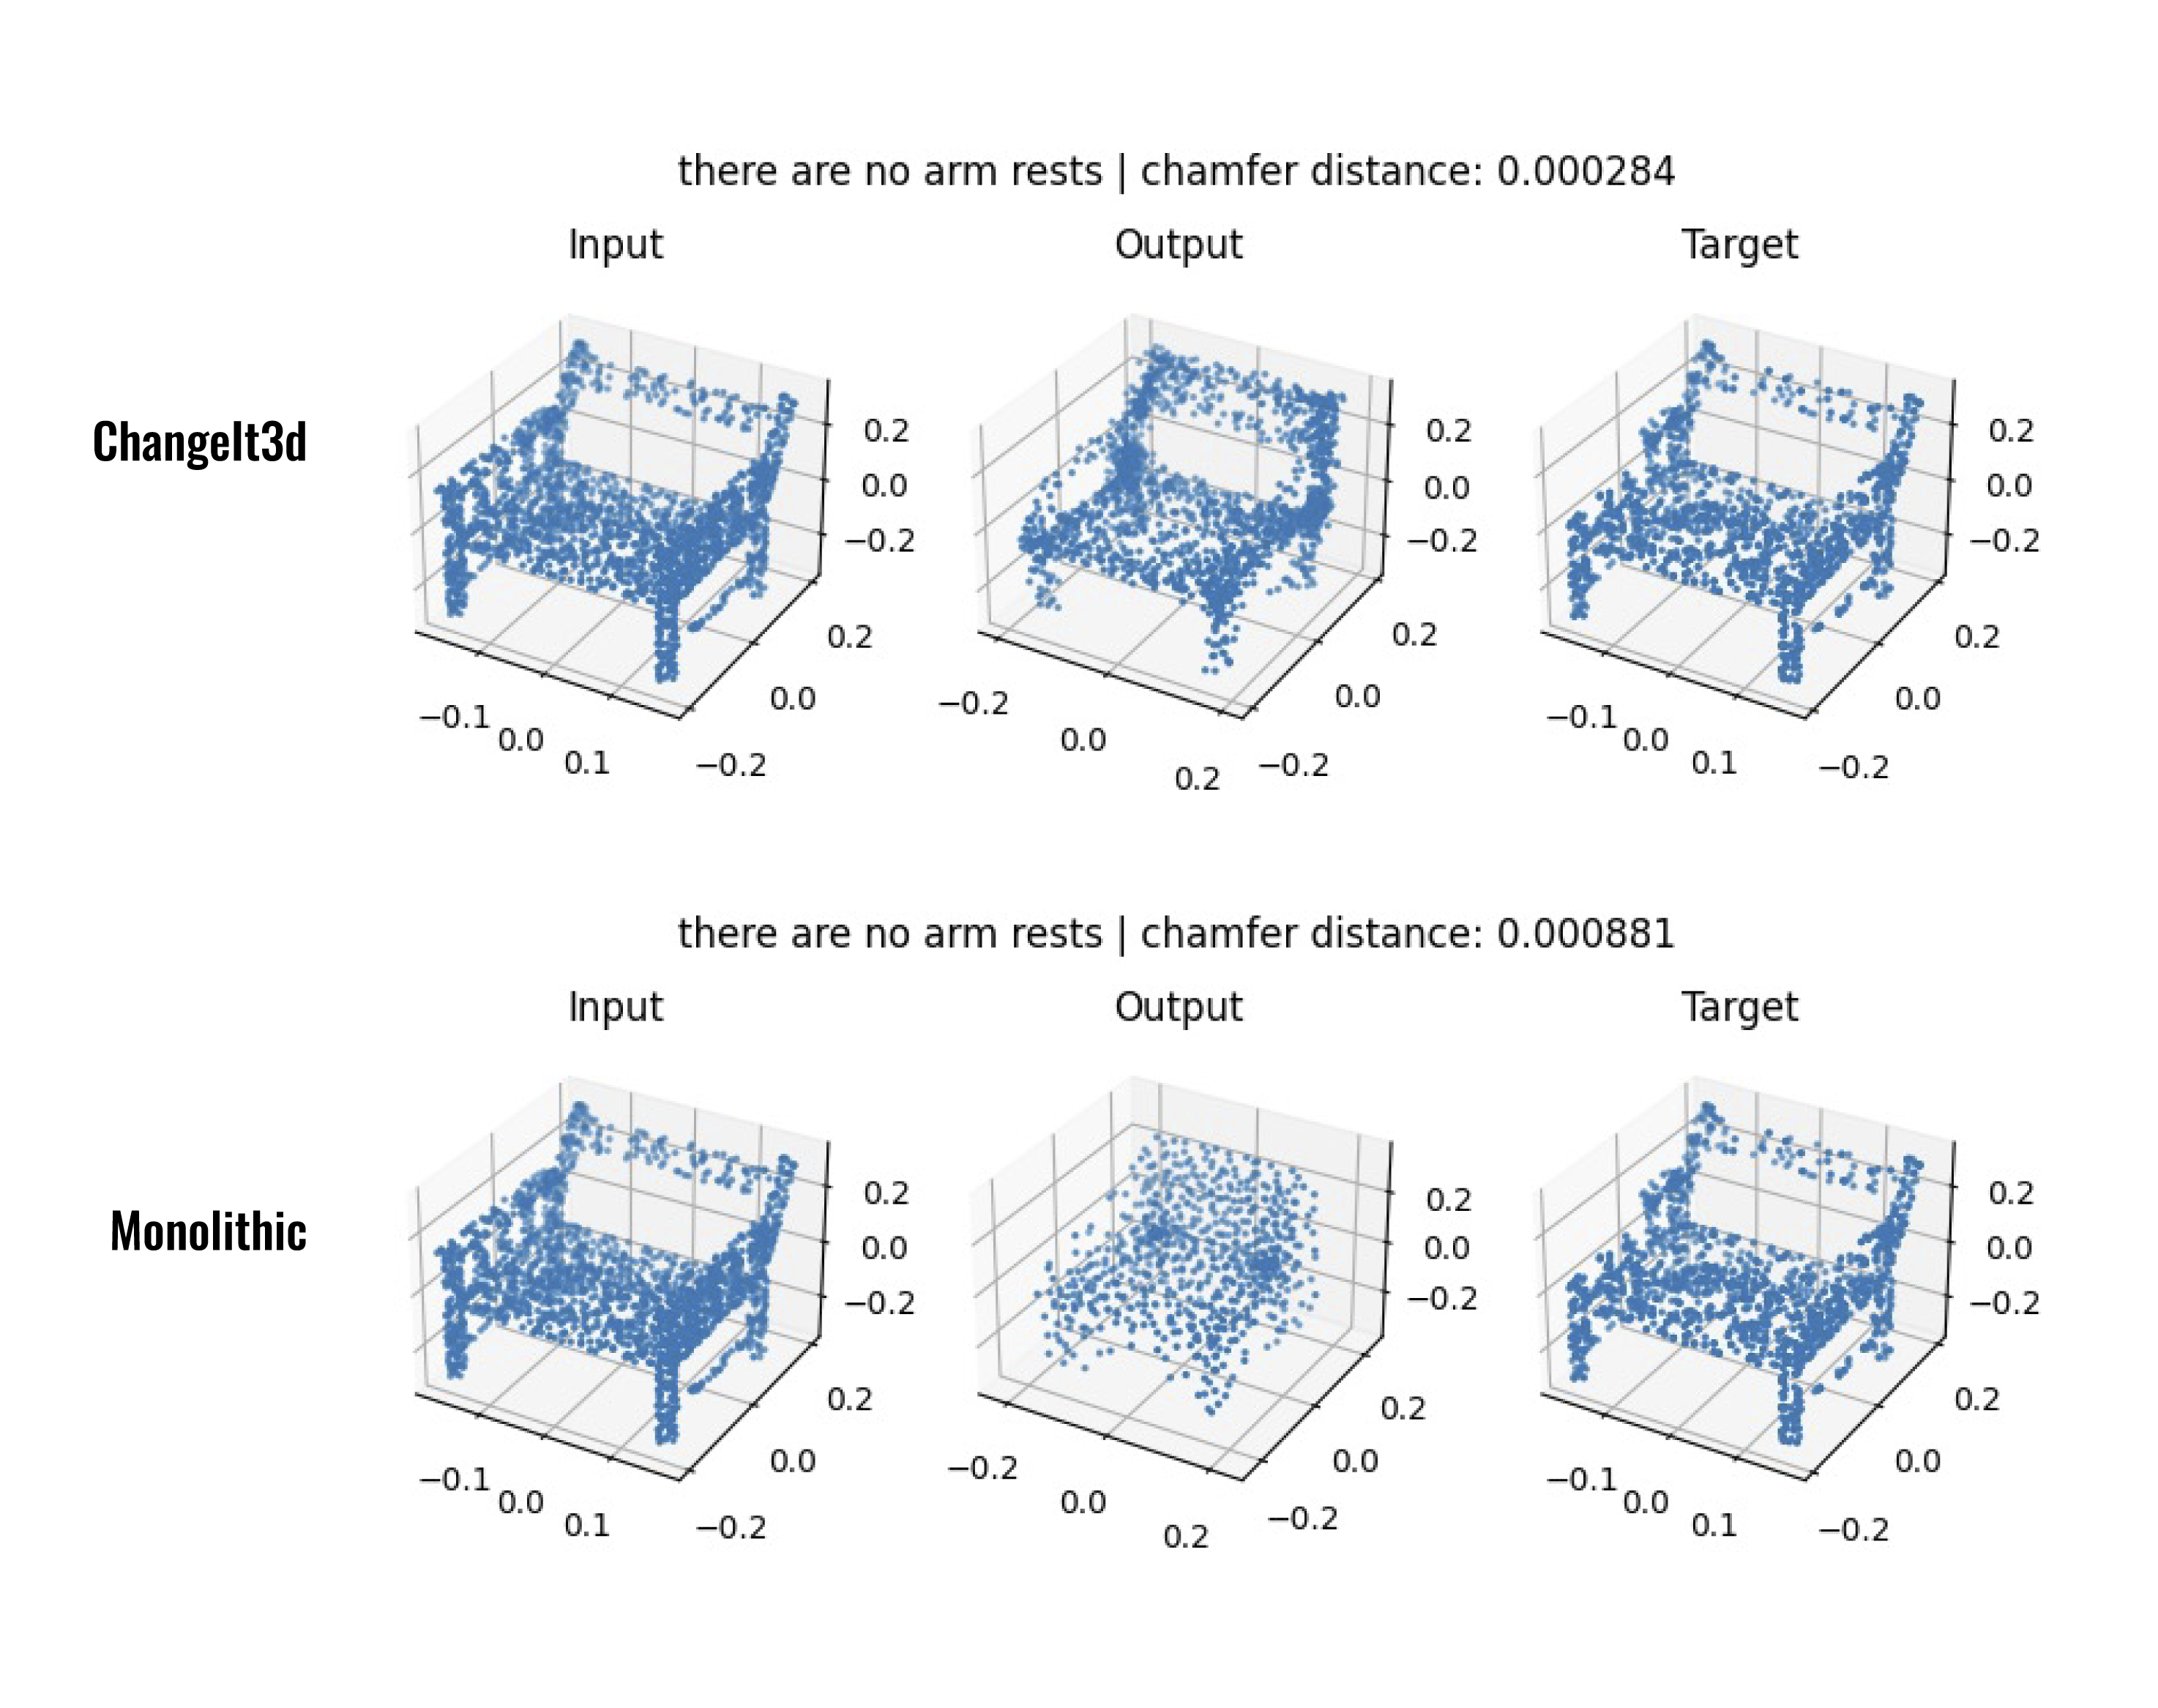 there are no arm rests | chamfer distance: 0.000284
Input Output Target
ChangeIt3d
0.2 0.2 0.2
0.0 0.0 0.0
−0.2 −0.2 −0.2
0.2 0.2 0.2
0.0 0.0 0.0
−0.1 0.0 0.1 −0.2
−0.2 0.0 0.2 −0.2
−0.1 0.0 0.1 −0.2
there are no arm rests | chamfer distance: 0.000881
Input Output Target
Monolithic
0.2 0.2 0.2
0.0 0.0 0.0
−0.2 −0.2 −0.2
0.2 0.2 0.2
0.0 0.0 0.0
−0.1 0.0 0.1 −0.2
−0.2 0.0 0.2 −0.2
−0.1 0.0 0.1 −0.2